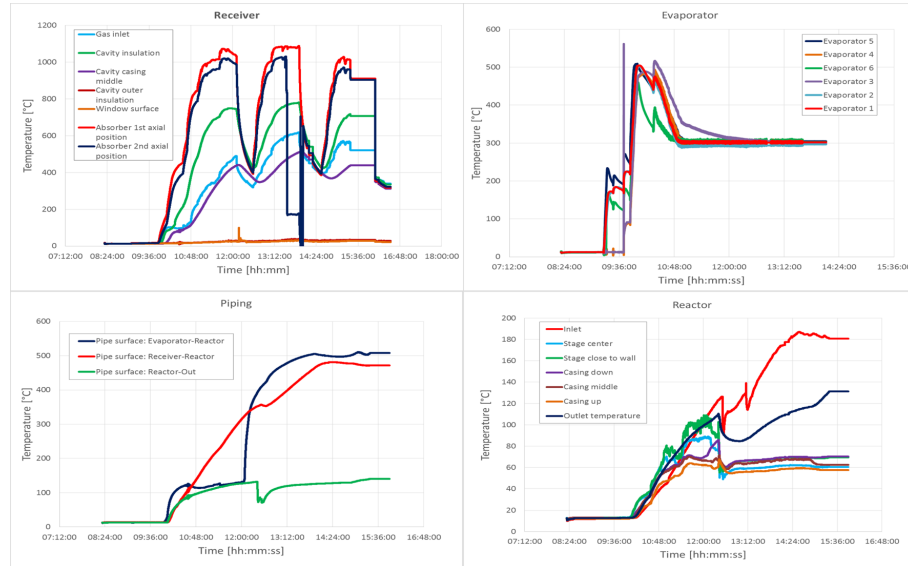 Receiver
Temperature [°C]
1200
1000
800
600
400
200
0
Gas inlet
Cavity insulation
Cavity casing
middle
Cavity outer
insulation
Window surface
Absorber 1st axial
position
Absorber 2nd axial
position
07:12:00 08:24:00 09:36:00 10:48:00 12:00:00 13:12:00 14:24:00 15:36:00 16:48:00 18:00:00
Time [hh:mm]
Evaporator
Temperature [°C]
600
500
400
300
200
100
0
Evaporator 5
Evaporator 4
Evaporator 6
Evaporator 3
Evaporator 2
Evaporator 1
07:12:00 08:24:00 09:36:00 10:48:00 12:00:00 13:12:00 14:24:00 15:36:00
Time [hh:mm:ss]
Piping
Temperature [°C]
600
500
400
300
200
100
0
Pipe surface: Evaporator-Reactor
Pipe surface: Receiver-Reactor
Pipe surface: Reactor-Out
07:12:00 08:24:00 09:36:00 10:48:00 12:00:00 13:12:00 14:24:00 15:36:00 16:48:00
Time [hh:mm:ss]
Reactor
Temperature [°C]
200
180
160
140
120
100
80
60
40
20
0
Inlet
Stage center
Stage close to wall
Casing down
Casing middle
Casing up
Outlet temperature
07:12:00 08:24:00 09:36:00 10:48:00 12:00:00 13:12:00 14:24:00 15:36:00 16:48:00
Time [hh:mm:ss]